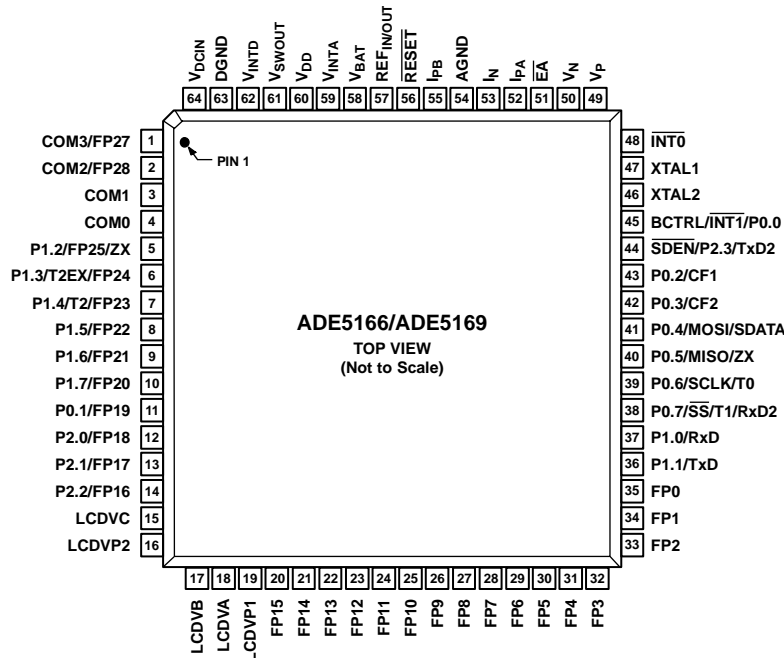 VDCIN
DGND
VINTD
VSWOUT
VDD
VINTA
VBAT
REFIN/OUT
RESET
IPB
AGND
IN
IPA
EA
VN
VP
64 63 62 61 60 59 58 57 56 55 54 53 52 51 50 49
COM3/FP27 1
COM2/FP28 2
COM1 3
COM0 4
P1.2/FP25/ZX 5
P1.3/T2EX/FP24 6
P1.4/T2/FP23 7
P1.5/FP22 8
P1.6/FP21 9
P1.7/FP20 10
P0.1/FP19 11
P2.0/FP18 12
P2.1/FP17 13
P2.2/FP16 14
LCDVC 15
LCDVP2 16
PIN 1
ADE5166/ADE5169
TOP VIEW
(Not to Scale)
48 INT0
47 XTAL1
46 XTAL2
45 BCTRL/INT1/P0.0
44 SDEN/P2.3/TxD2
43 P0.2/CF1
42 P0.3/CF2
41 P0.4/MOSI/SDATA
40 P0.5/MISO/ZX
39 P0.6/SCLK/T0
38 P0.7/SS/T1/RxD2
37 P1.0/RxD
36 P1.1/TxD
35 FP0
34 FP1
33 FP2
17 18 19 20 21 22 23 24 25 26 27 28 29 30 31 32
LCDVB
LCDVA
LCDVP1
FP15
FP14
FP13
FP12
FP11
FP10
FP9
FP8
FP7
FP6
FP5
FP4
FP3